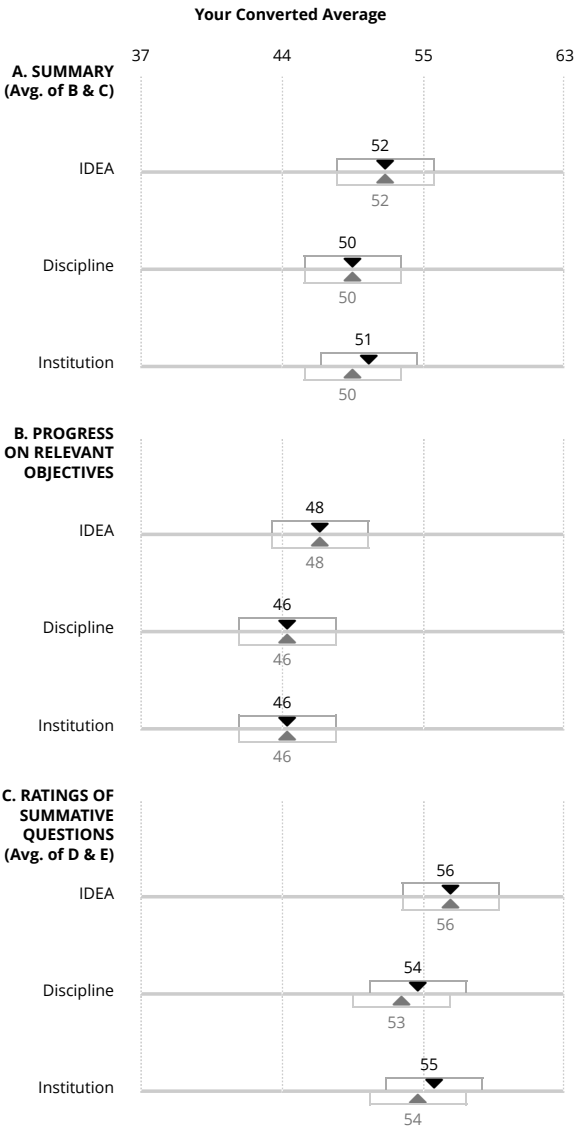 Your Converted Average
37 44 55 63
A. SUMMARY
(Avg. of B & C)
52
IDEA
52
50
Discipline
50
51
Institution
50
B. PROGRESS
ON RELEVANT
OBJECTIVES
48
IDEA
48
46
Discipline
46
46
Institution
46
C. RATINGS OF
SUMMATIVE
QUESTIONS
(Avg. of D & E)
56
IDEA
56
54
Discipline
53
55
Institution
54